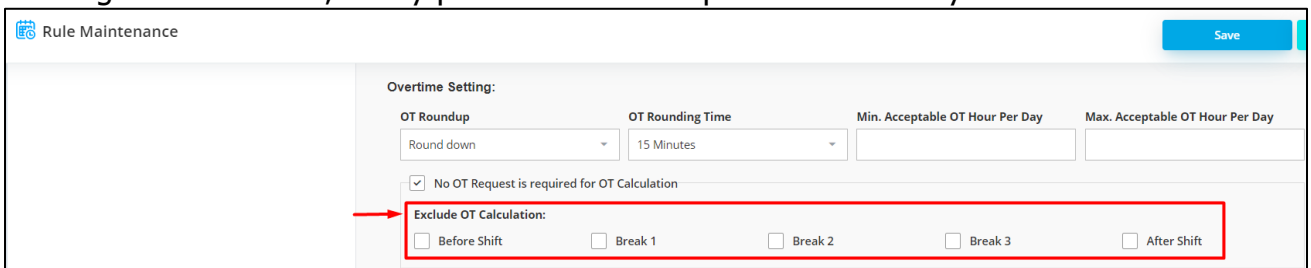 Rule Maintenance
Save
Overtime Setting:
OT Roundup OT Rounding Time Min. Acceptable OT Hour Per Day Max. Acceptable OT Hour Per Day
Round down 15 Minutes
No OT Request is required for OT Calculation
Exclude OT Calculation:
Before Shift Break 1 Break 2 Break 3 After Shift